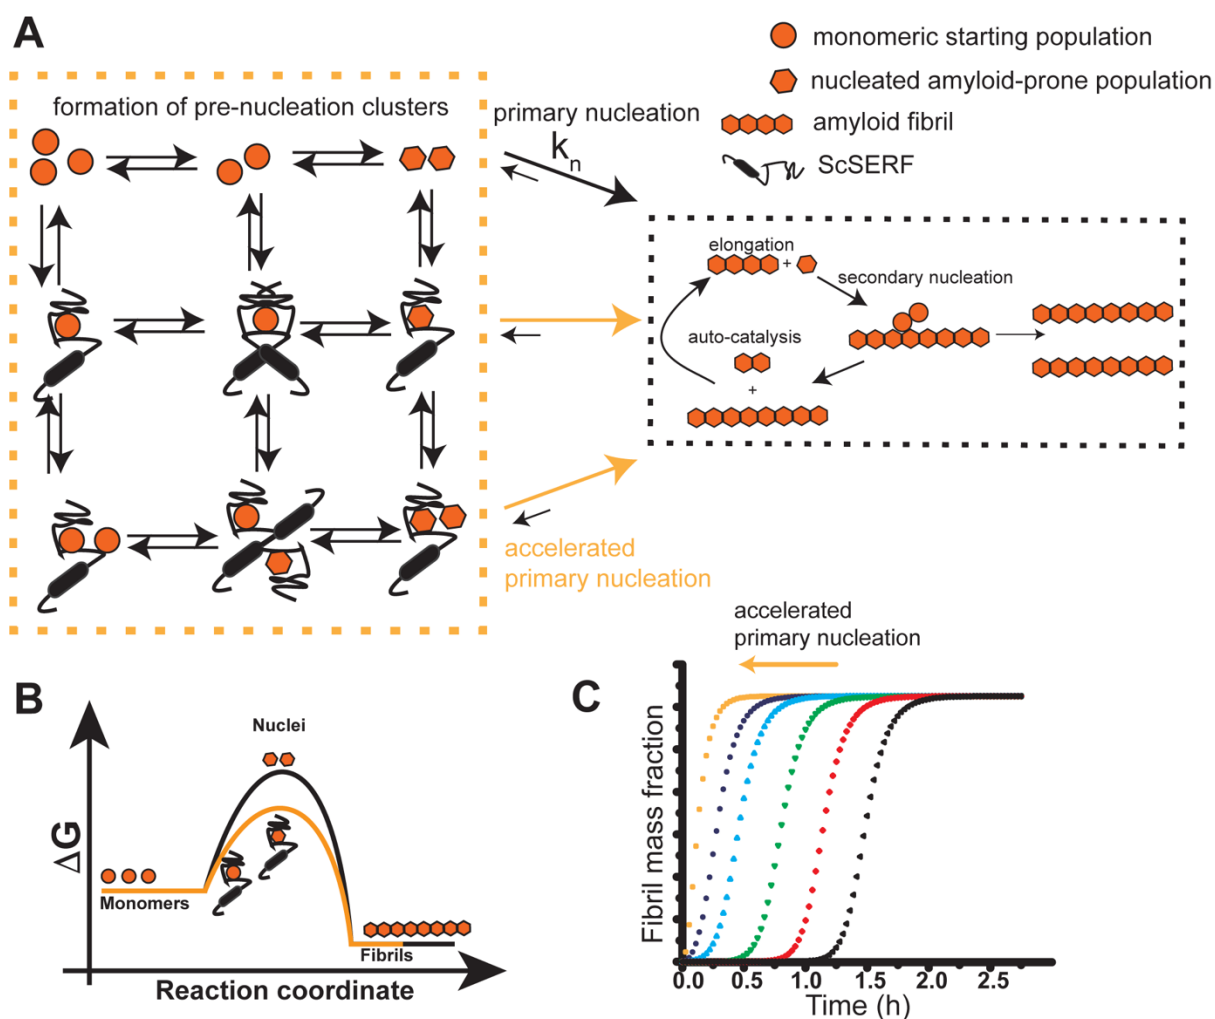 A
monomeric starting population
nucleated amyloid-prone population
amyloid fibril
ScSERF
formation of pre-nucleation clusters
primary nucleation
kn
elongation
+
secondary nucleation
auto-catalysis
+
accelerated
primary nucleation
B
ΔG
Nuclei
Monomers
Fibrils
Reaction coordinate
C
accelerated
primary nucleation
Fibril mass fraction
0.0 0.5 1.0 1.5 2.0 2.5
Time (h)